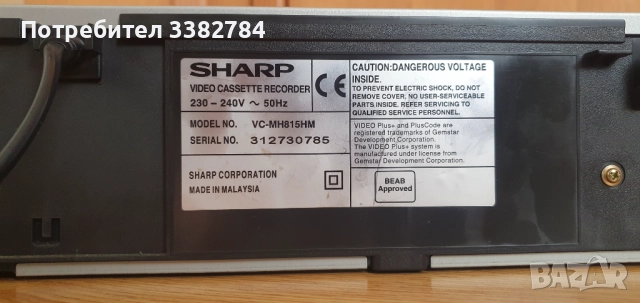 Потребител 3382784
SHARP
VIDEO CASSETTE RECORDER
230 - 240V ~ 50Hz
CE
MODEL NO. VC-MH815HM
SERIAL NO. 312730785
SHARP CORPORATION
MADE IN MALAYSIA
CAUTION:DANGEROUS VOLTAGE
INSIDE.
TO PREVENT ELECTRIC SHOCK, DO NOT
REMOVE COVER. NO USER-SERVICEABLE
PARTS INSIDE. REFER SERVICING TO
QUALIFIED SERVICE PERSONNEL.
VIDEO Plus+ and PlusCode are
registered trademarks of Gemstar
Development Corporation.
The VIDEO Plus+ system is
manufactured under license from
Gemstar Development Corporation.
BEAB
Approved
BAZAR